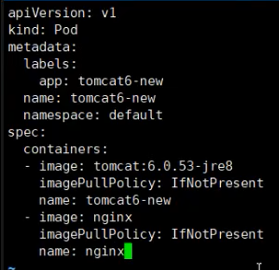 apiVersion: v1
kind: Pod
metadata:
  labels:
    app: tomcat6-new
  name: tomcat6-new
  namespace: default
spec:
  containers:
  - image: tomcat:6.0.53-jre8
    imagePullPolicy: IfNotPresent
    name: tomcat6-new
  - image: nginx
    imagePullPolicy: IfNotPresent
    name: nginx
~